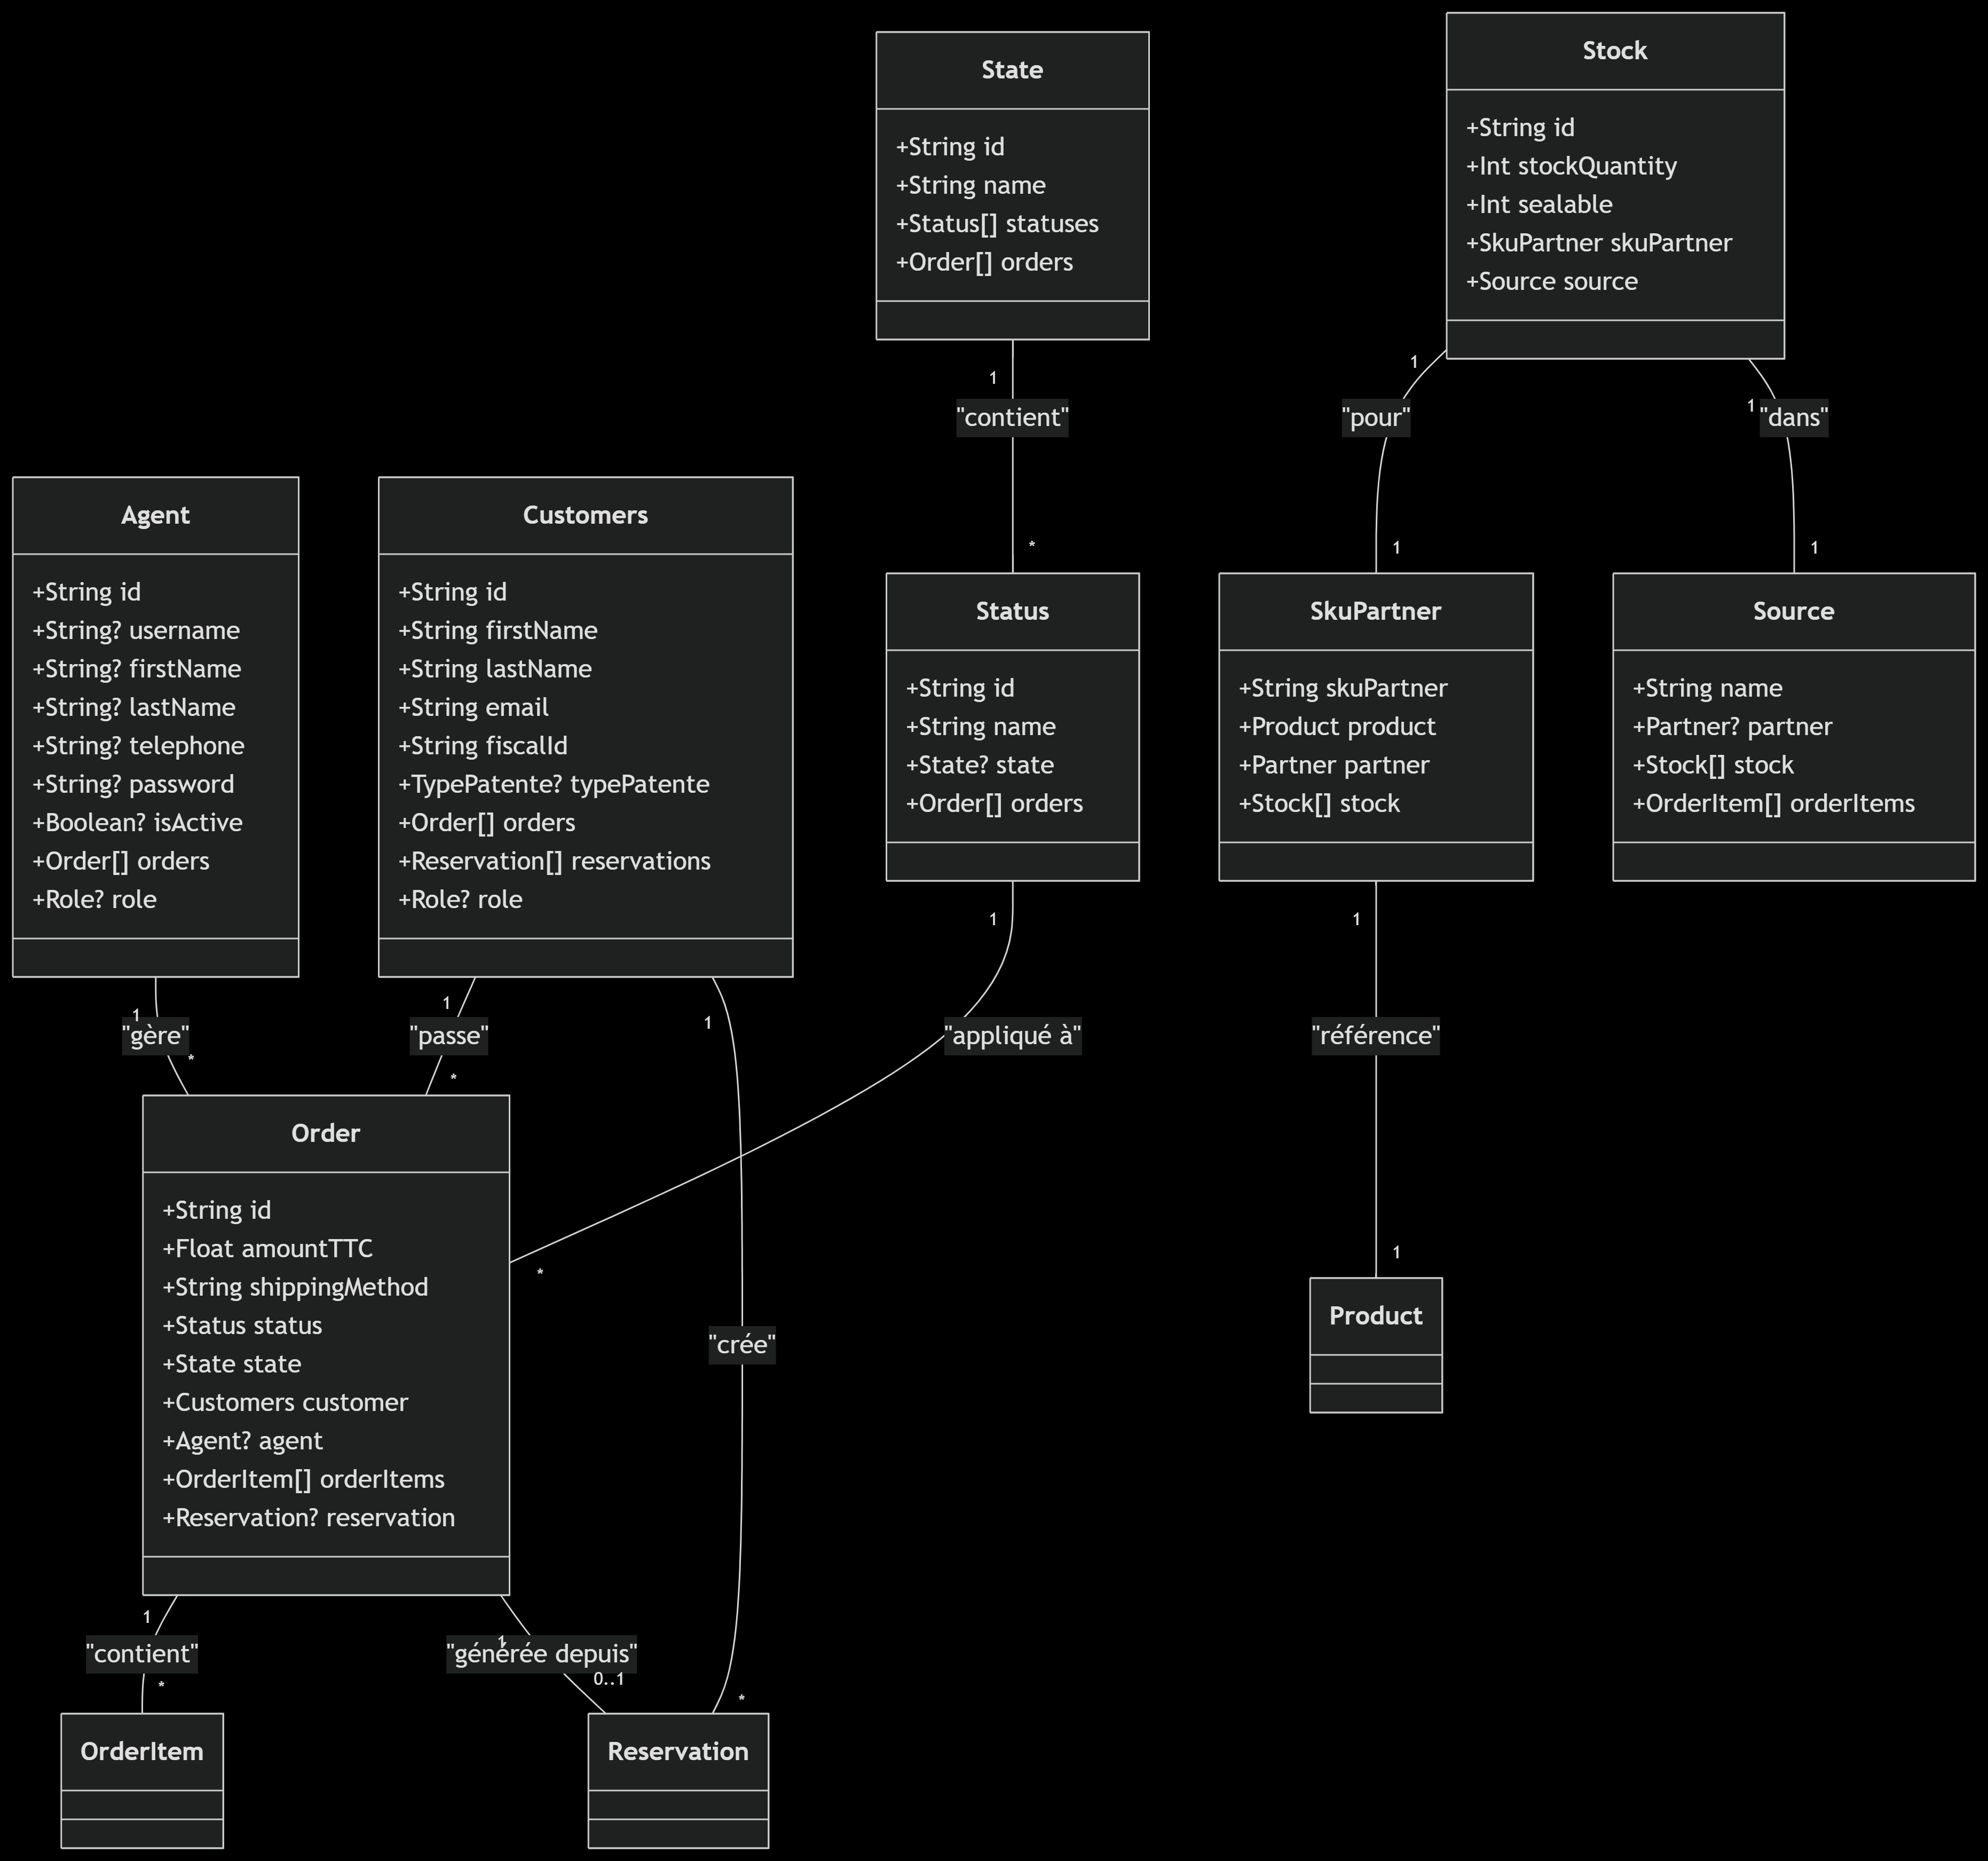 State
+String id
+String name
+Status[] statuses
+Order[] orders
Stock
+String id
+Int stockQuantity
+Int sealable
+SkuPartner skuPartner
+Source source
1
"contient"
*
1
"pour"
1
1
"dans"
1
Agent
+String id
+String? username
+String? firstName
+String? lastName
+String? telephone
+String? password
+Boolean? isActive
+Order[] orders
+Role? role
Customers
+String id
+String firstName
+String lastName
+String email
+String fiscalId
+TypePatente? typePatente
+Order[] orders
+Reservation[] reservations
+Role? role
Status
+String id
+String name
+State? state
+Order[] orders
SkuPartner
+String skuPartner
+Product product
+Partner partner
+Stock[] stock
Source
+String name
+Partner? partner
+Stock[] stock
+OrderItem[] orderItems
1
"gère"
*
1
"passe"
*
1
"crée"
*
1
"appliqué à"
*
1
"référence"
1
Order
+String id
+Float amountTTC
+String shippingMethod
+Status status
+State state
+Customers customer
+Agent? agent
+OrderItem[] orderItems
+Reservation? reservation
Product
1
"contient"
*
1
"générée depuis"
0..1
OrderItem
Reservation